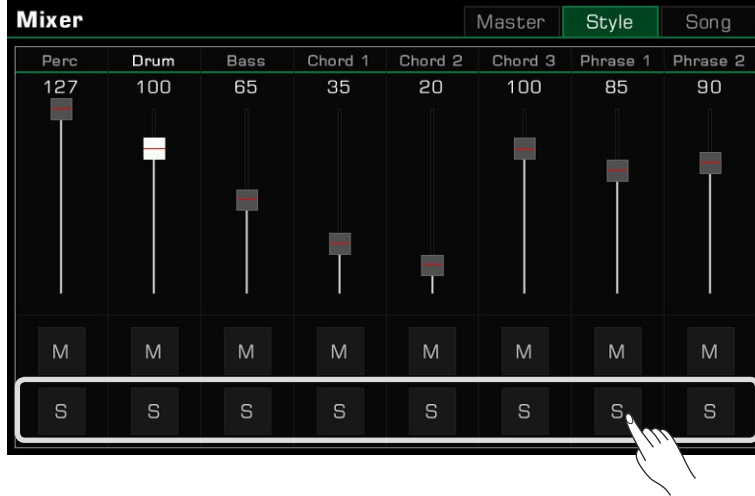 Mixer Master Style Song
Perc Drum Bass Chord 1 Chord 2 Chord 3 Phrase 1 Phrase 2
127 100 65 35 20 100 85 90
M M M M M M M M
S S S S S S S S